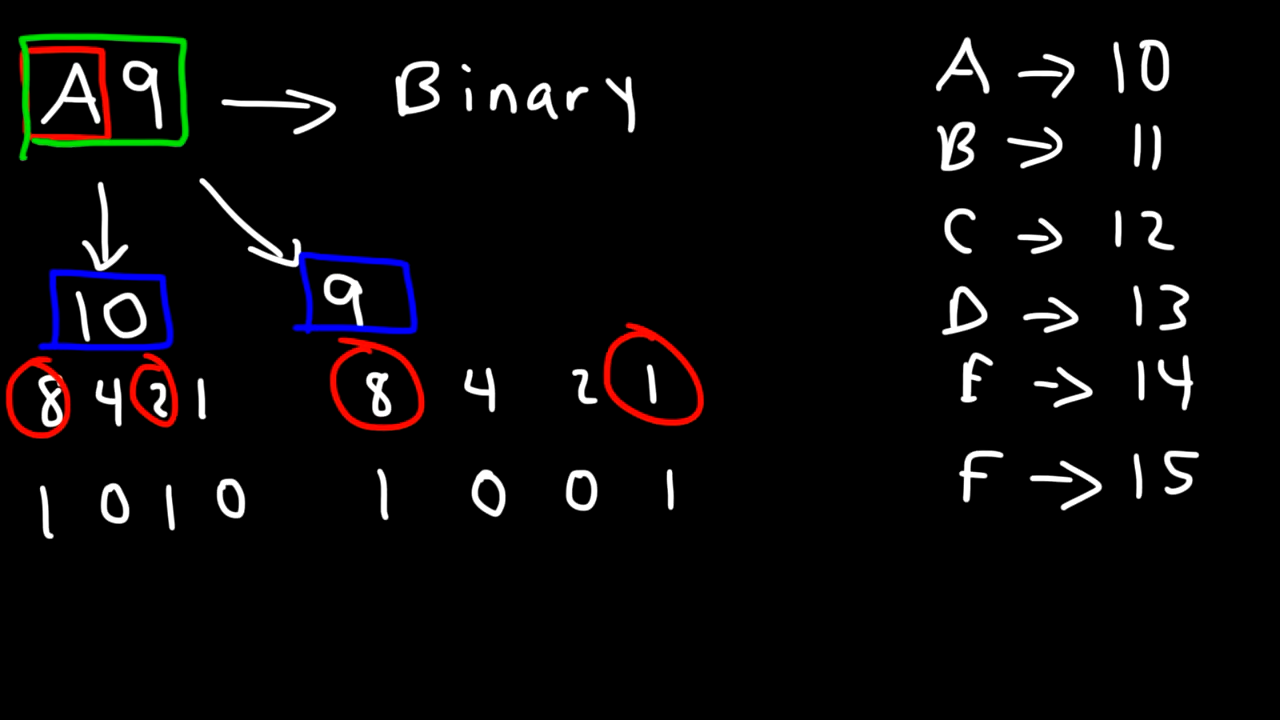 A9 → Binary
10 9
8 4 2 1 8 4 2 1
1 0 1 0 1 0 0 1
A → 10
B → 11
C → 12
D → 13
E → 14
F → 15